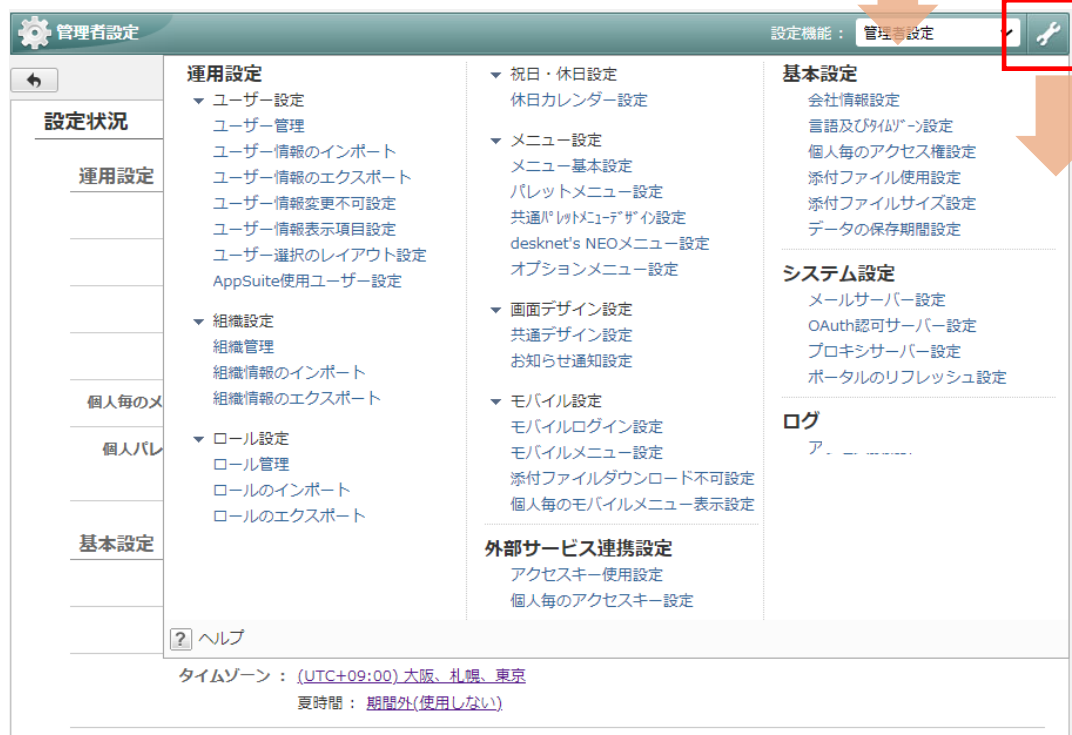 管理者設定
設定機能： 管理者設定
設定状況
運用設定
個人毎のメ
個人パレ
基本設定
運用設定
▼ ユーザー設定
ユーザー管理
ユーザー情報のインポート
ユーザー情報のエクスポート
ユーザー情報変更不可設定
ユーザー情報表示項目設定
ユーザー選択のレイアウト設定
AppSuite使用ユーザー設定
▼ 組織設定
組織管理
組織情報のインポート
組織情報のエクスポート
▼ ロール設定
ロール管理
ロールのインポート
ロールのエクスポート
▼ 祝日・休日設定
休日カレンダー設定
▼ メニュー設定
メニュー基本設定
パレットメニュー設定
共通ﾊﾟﾚｯﾄﾒﾆｭｰﾃﾞｻﾞｲﾝ設定
desknet's NEOメニュー設定
オプションメニュー設定
▼ 画面デザイン設定
共通デザイン設定
お知らせ通知設定
▼ モバイル設定
モバイルログイン設定
モバイルメニュー設定
添付ファイルダウンロード不可設定
個人毎のモバイルメニュー表示設定
外部サービス連携設定
アクセスキー使用設定
個人毎のアクセスキー設定
基本設定
会社情報設定
言語及びﾀｲﾑｿﾞｰﾝ設定
個人毎のアクセス権設定
添付ファイル使用設定
添付ファイルサイズ設定
データの保存期間設定
システム設定
メールサーバー設定
OAuth認可サーバー設定
プロキシサーバー設定
ポータルのリフレッシュ設定
ログ
? ヘルプ
タイムゾーン ： (UTC+09:00) 大阪、札幌、東京
夏時間 ： 期間外(使用しない)